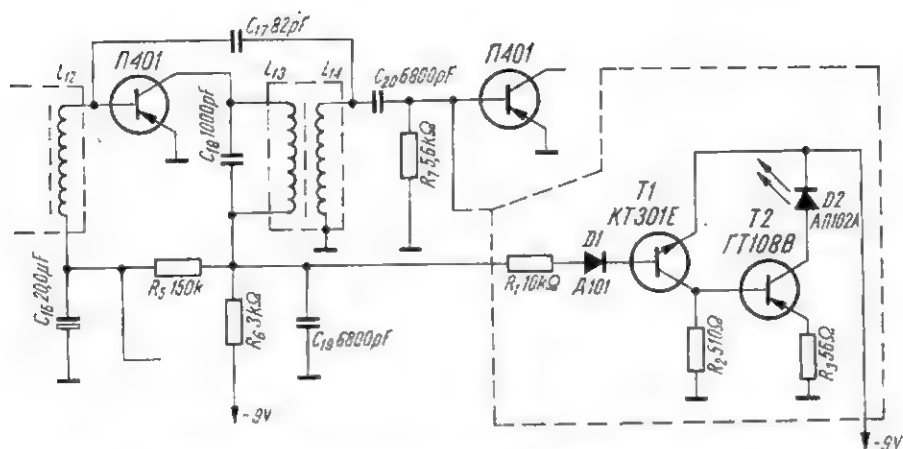 C17 82pF
П401
L12
C18 1000pF
L13
L14
C20 6800pF
R7 5,6kΩ
П401
T1
КТ301Е
D1
Д101
R1 10kΩ
T2
ГТ108В
D2
АЛ102А
C16 20,0μF
R5 150k
R6 3kΩ
C19 6800pF
R2 510Ω
R3 56Ω
-9V
-9V